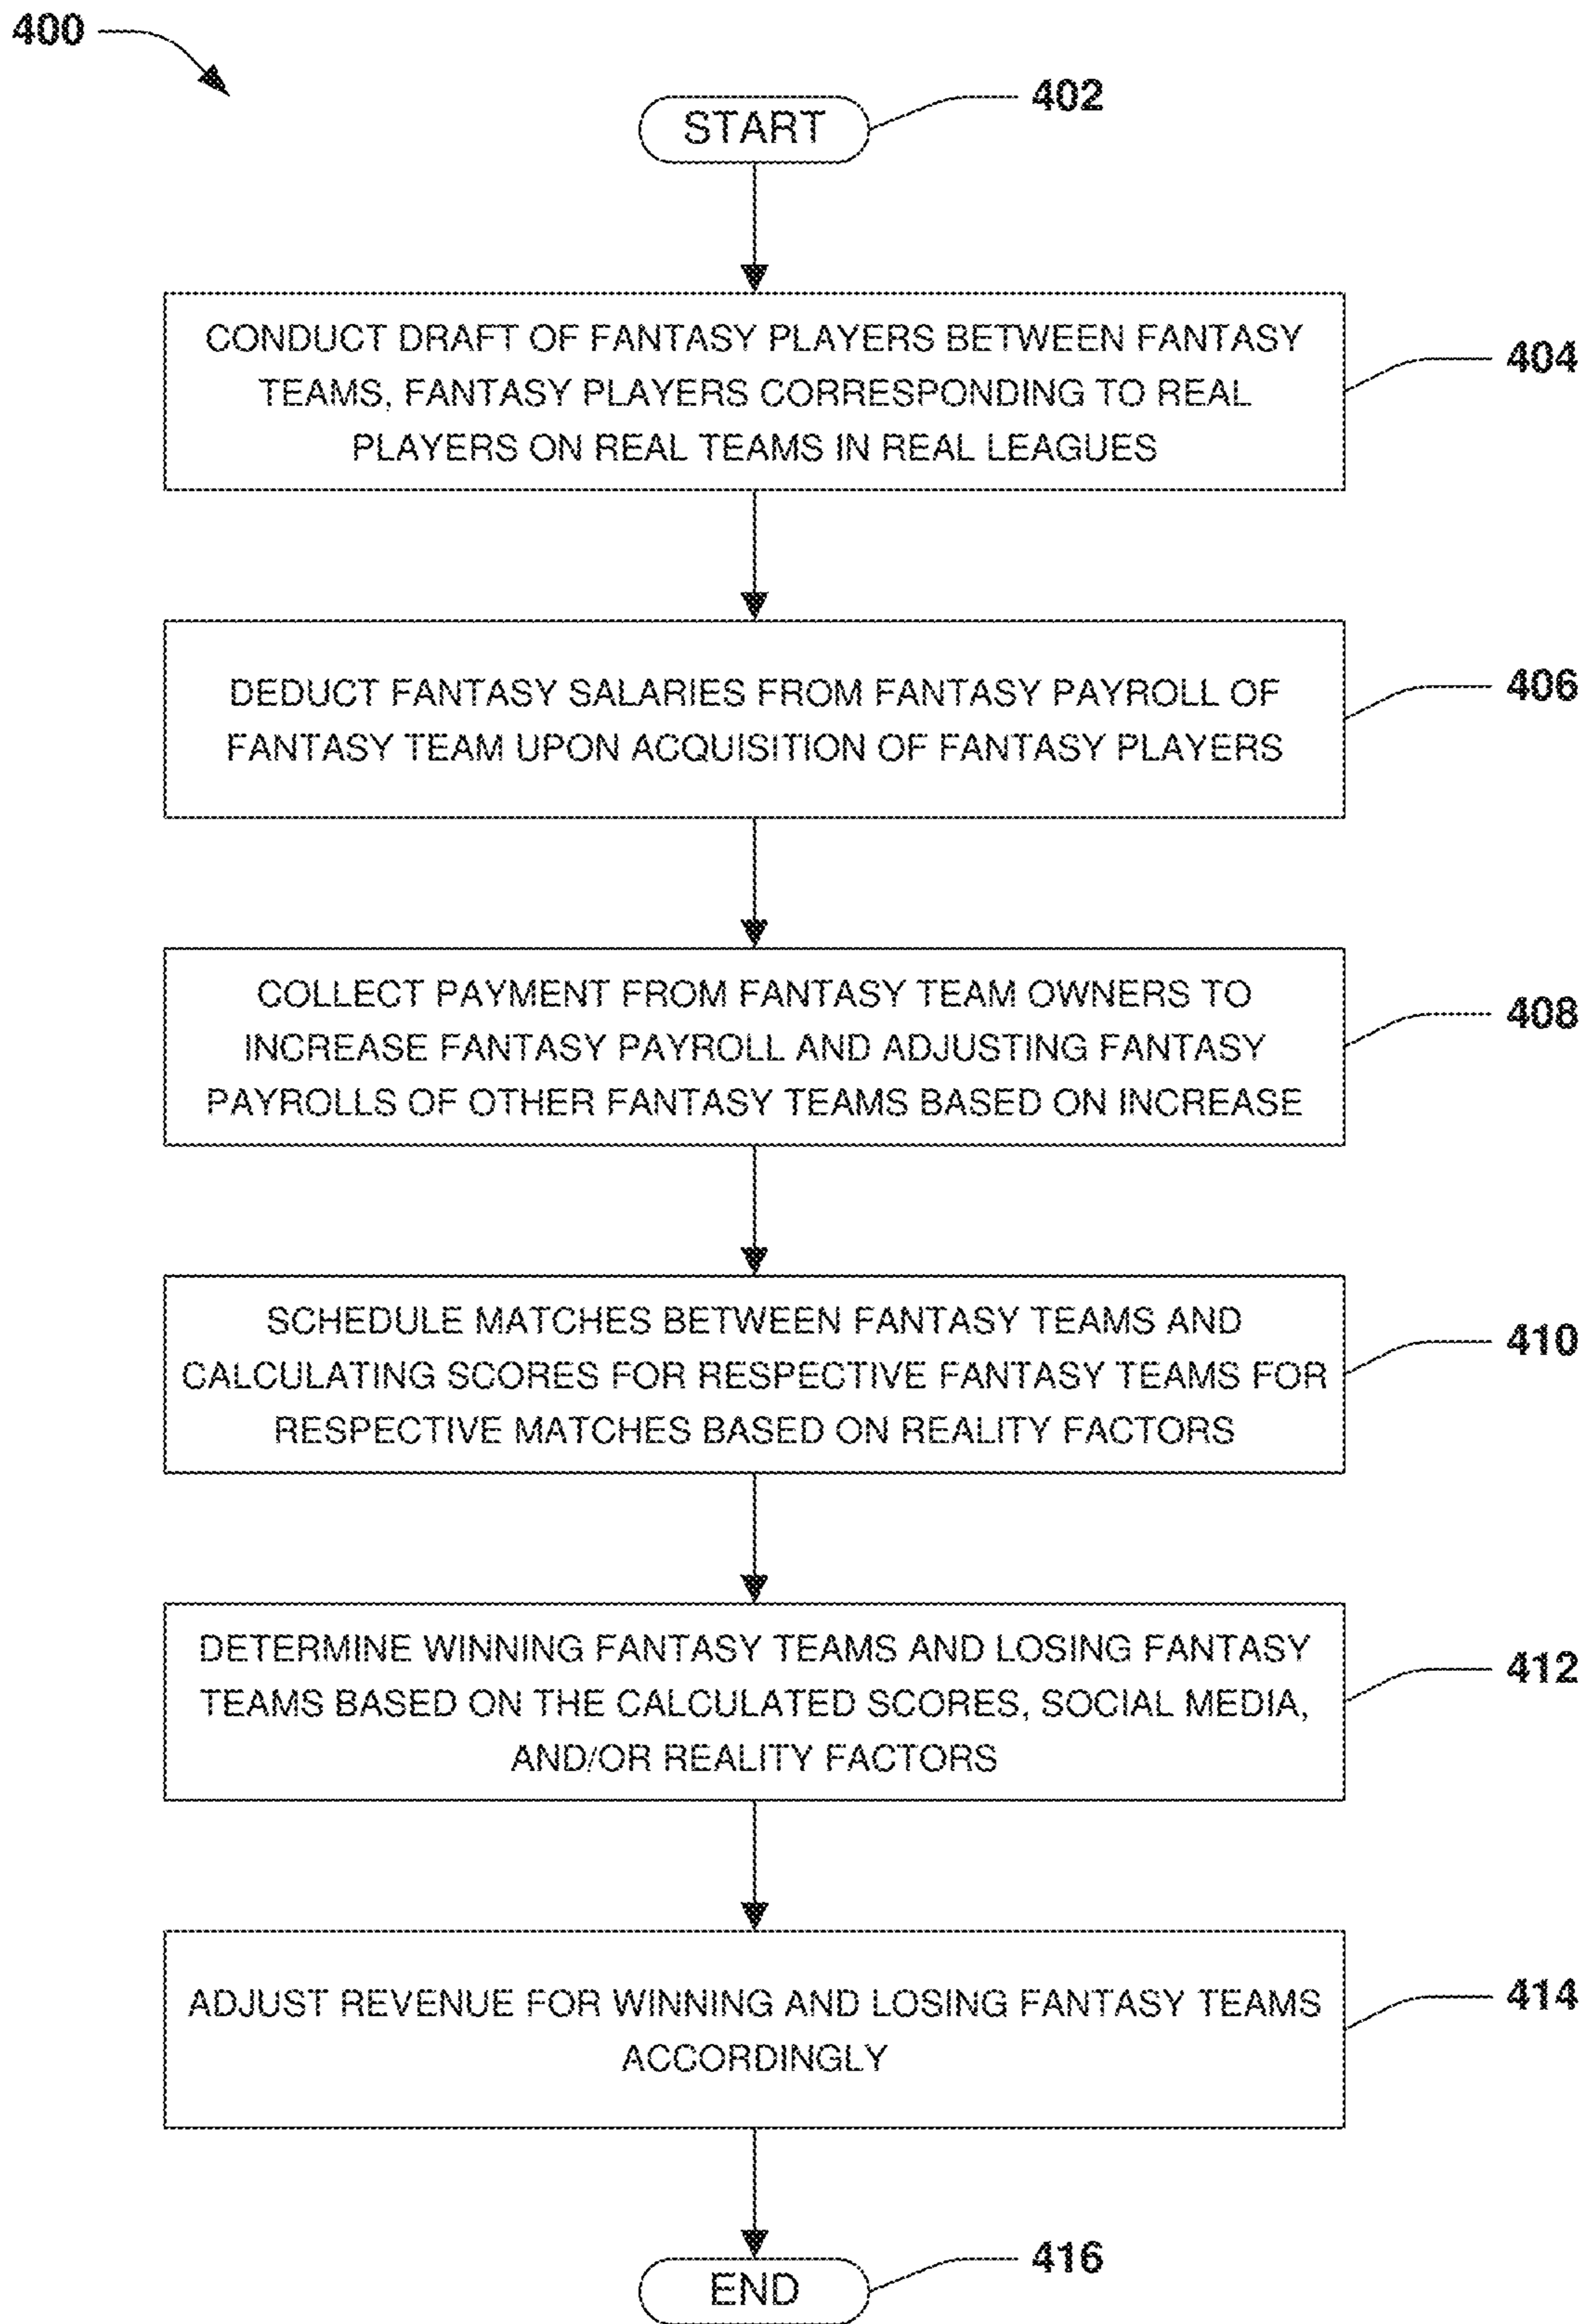 400
START
402
CONDUCT DRAFT OF FANTASY PLAYERS BETWEEN FANTASY
TEAMS, FANTASY PLAYERS CORRESPONDING TO REAL
PLAYERS ON REAL TEAMS IN REAL LEAGUES
404
DEDUCT FANTASY SALARIES FROM FANTASY PAYROLL OF
FANTASY TEAM UPON ACQUISITION OF FANTASY PLAYERS
406
COLLECT PAYMENT FROM FANTASY TEAM OWNERS TO
INCREASE FANTASY PAYROLL AND ADJUSTING FANTASY
PAYROLLS OF OTHER FANTASY TEAMS BASED ON INCREASE
408
SCHEDULE MATCHES BETWEEN FANTASY TEAMS AND
CALCULATING SCORES FOR RESPECTIVE FANTASY TEAMS FOR
RESPECTIVE MATCHES BASED ON REALITY FACTORS
410
DETERMINE WINNING FANTASY TEAMS AND LOSING FANTASY
TEAMS BASED ON THE CALCULATED SCORES, SOCIAL MEDIA,
AND/OR REALITY FACTORS
412
ADJUST REVENUE FOR WINNING AND LOSING FANTASY TEAMS
ACCORDINGLY
414
END
416